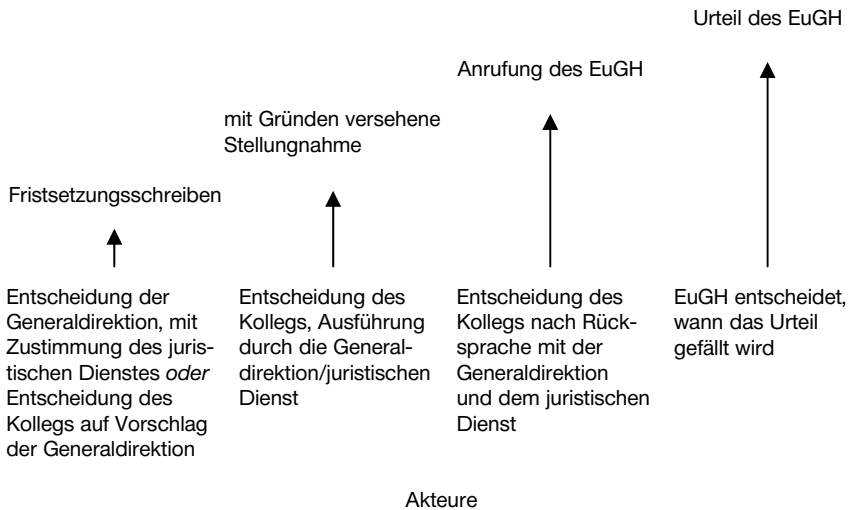 Urteil des EuGH
Anrufung des EuGH
mit Gründen versehene
Stellungnahme
Fristsetzungsschreiben
Entscheidung der
Generaldirektion, mit
Zustimmung des juris-
tischen Dienstes oder
Entscheidung des
Kollegs auf Vorschlag
der Generaldirektion
Entscheidung des
Kollegs, Ausführung
durch die General-
direktion/juristischen
Dienst
Entscheidung des
Kollegs nach Rück-
sprache mit der
Generaldirektion
und dem juristischen
Dienst
EuGH entscheidet,
wann das Urteil
gefällt wird
Akteure